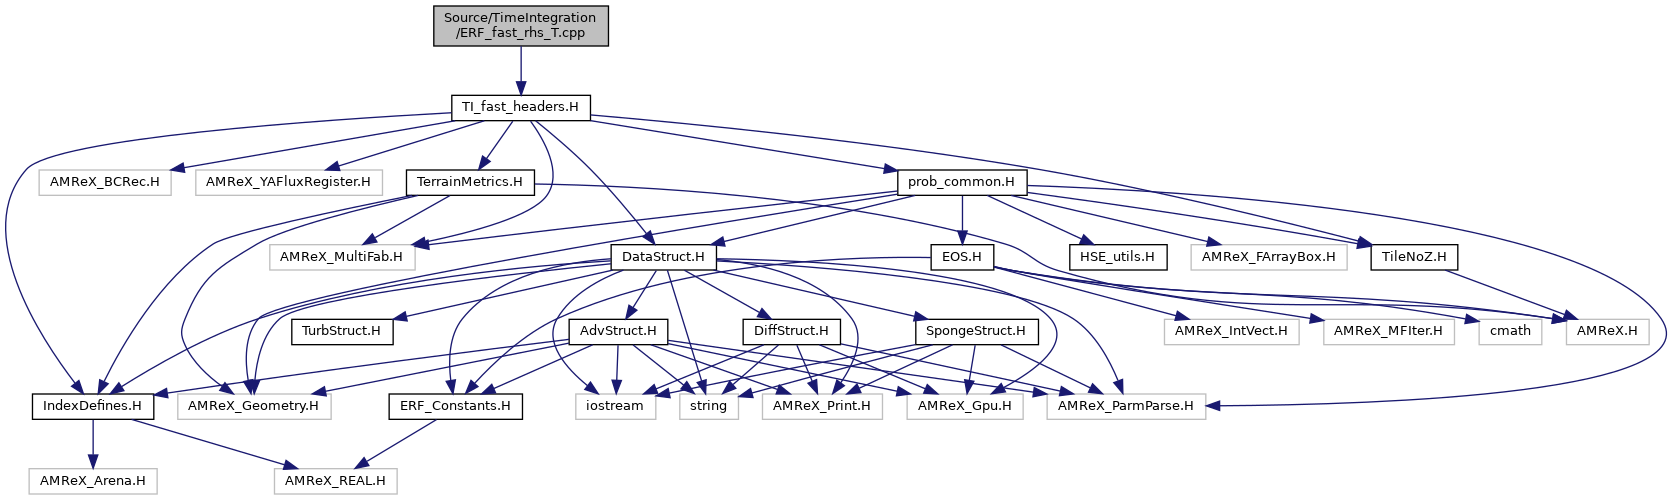 Source/TimeIntegration
/ERF_fast_rhs_T.cpp
TI_fast_headers.H
AMReX_BCRec.H
AMReX_YAFluxRegister.H
TerrainMetrics.H
prob_common.H
AMReX_MultiFab.H
DataStruct.H
EOS.H
HSE_utils.H
AMReX_FArrayBox.H
TileNoZ.H
TurbStruct.H
AdvStruct.H
DiffStruct.H
SpongeStruct.H
AMReX_IntVect.H
AMReX_MFIter.H
cmath
AMReX.H
IndexDefines.H
AMReX_Geometry.H
ERF_Constants.H
iostream
string
AMReX_Print.H
AMReX_Gpu.H
AMReX_ParmParse.H
AMReX_Arena.H
AMReX_REAL.H